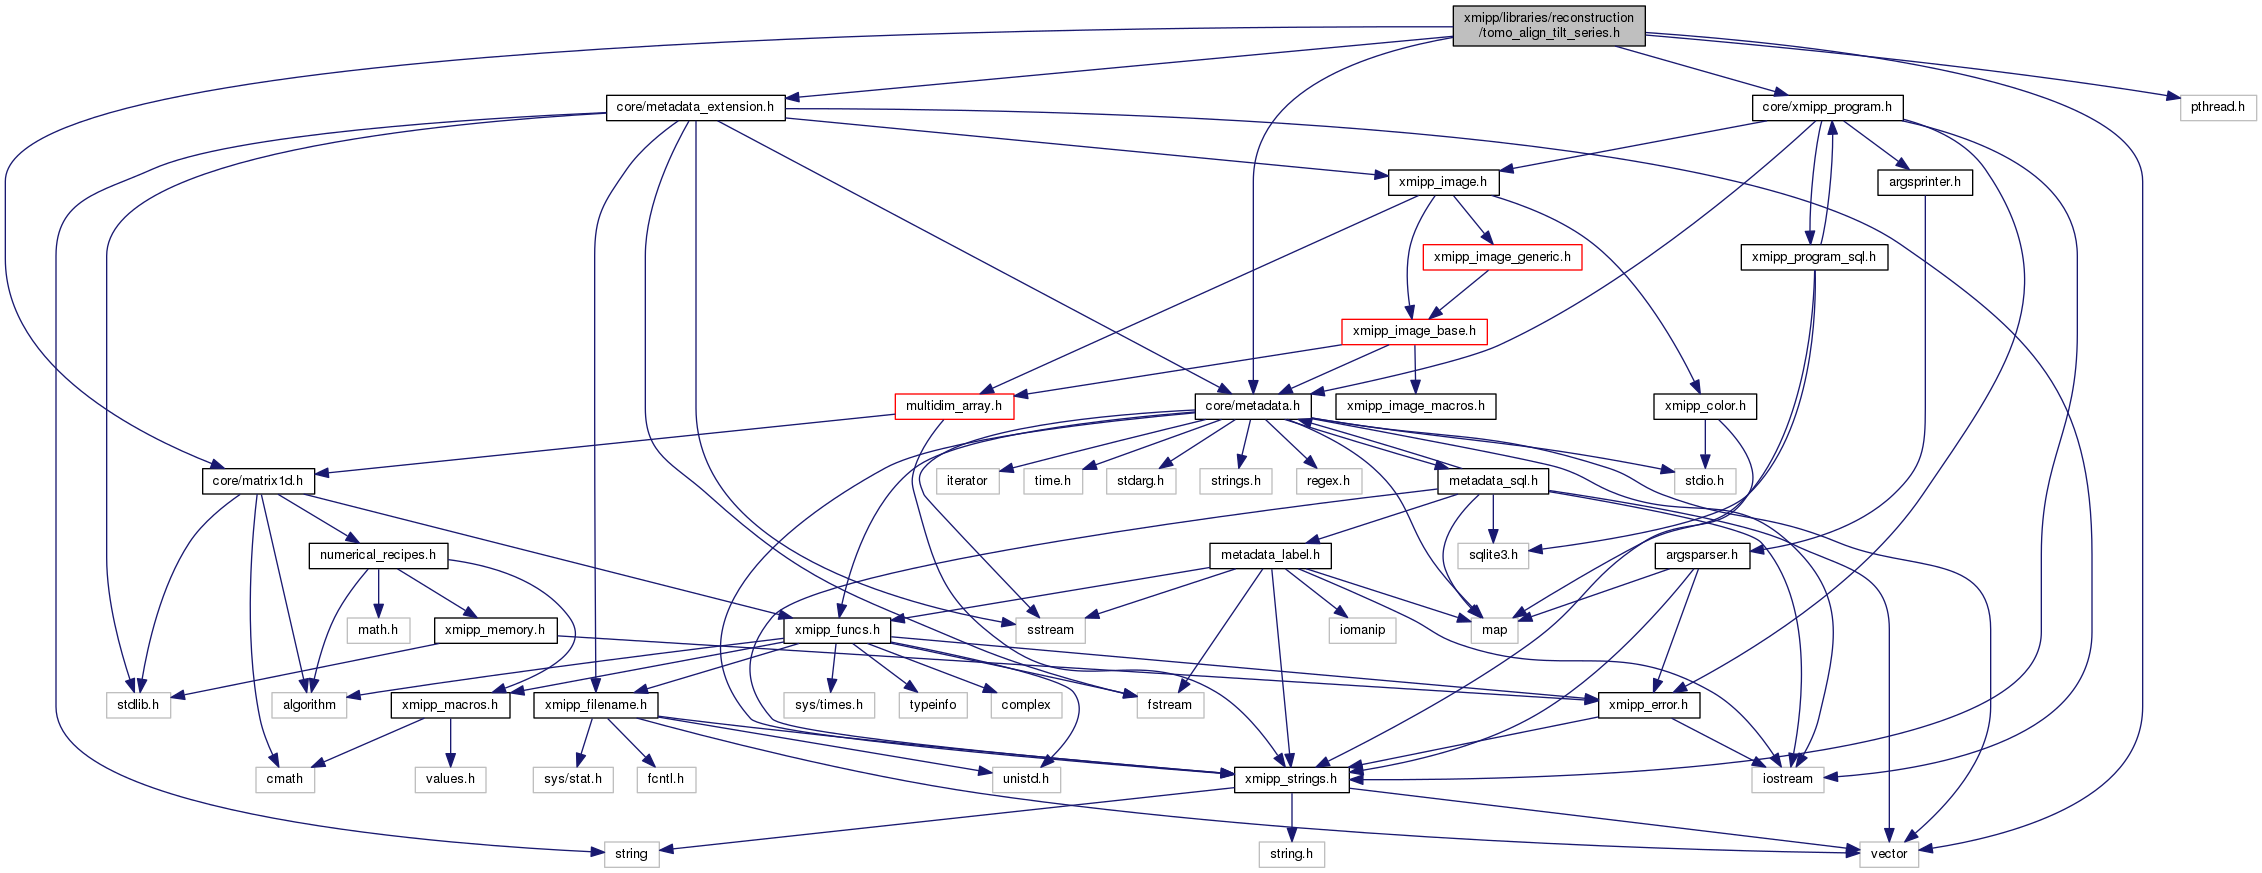 xmipp/libraries/reconstruction
/tomo_align_tilt_series.h
core/metadata_extension.h
core/xmipp_program.h
pthread.h
xmipp_image.h
argsprinter.h
xmipp_image_generic.h
xmipp_program_sql.h
xmipp_image_base.h
multidim_array.h
core/metadata.h
xmipp_image_macros.h
xmipp_color.h
core/matrix1d.h
iterator
time.h
stdarg.h
strings.h
regex.h
metadata_sql.h
stdio.h
numerical_recipes.h
metadata_label.h
sqlite3.h
argsparser.h
math.h
xmipp_memory.h
xmipp_funcs.h
sstream
iomanip
map
stdlib.h
algorithm
xmipp_macros.h
xmipp_filename.h
sys/times.h
typeinfo
complex
fstream
xmipp_error.h
cmath
values.h
sys/stat.h
fcntl.h
unistd.h
xmipp_strings.h
iostream
string
string.h
vector